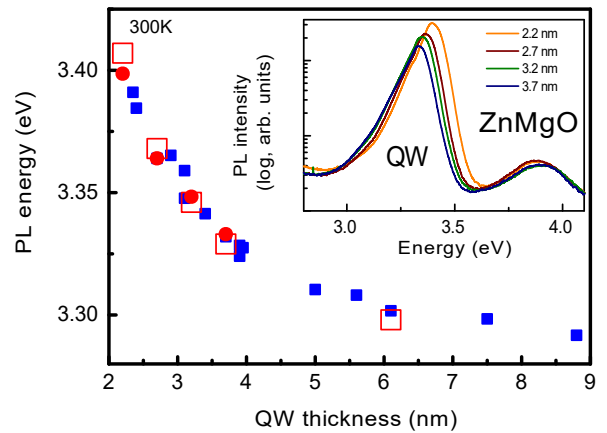 300K
3.40
3.35
3.30
PL energy (eV)
2 3 4 5 6 7 8 9
QW thickness (nm)
PL intensity
(log, arb. units)
2.2 nm
2.7 nm
3.2 nm
3.7 nm
ZnMgO
QW
3.0 3.5 4.0
Energy (eV)